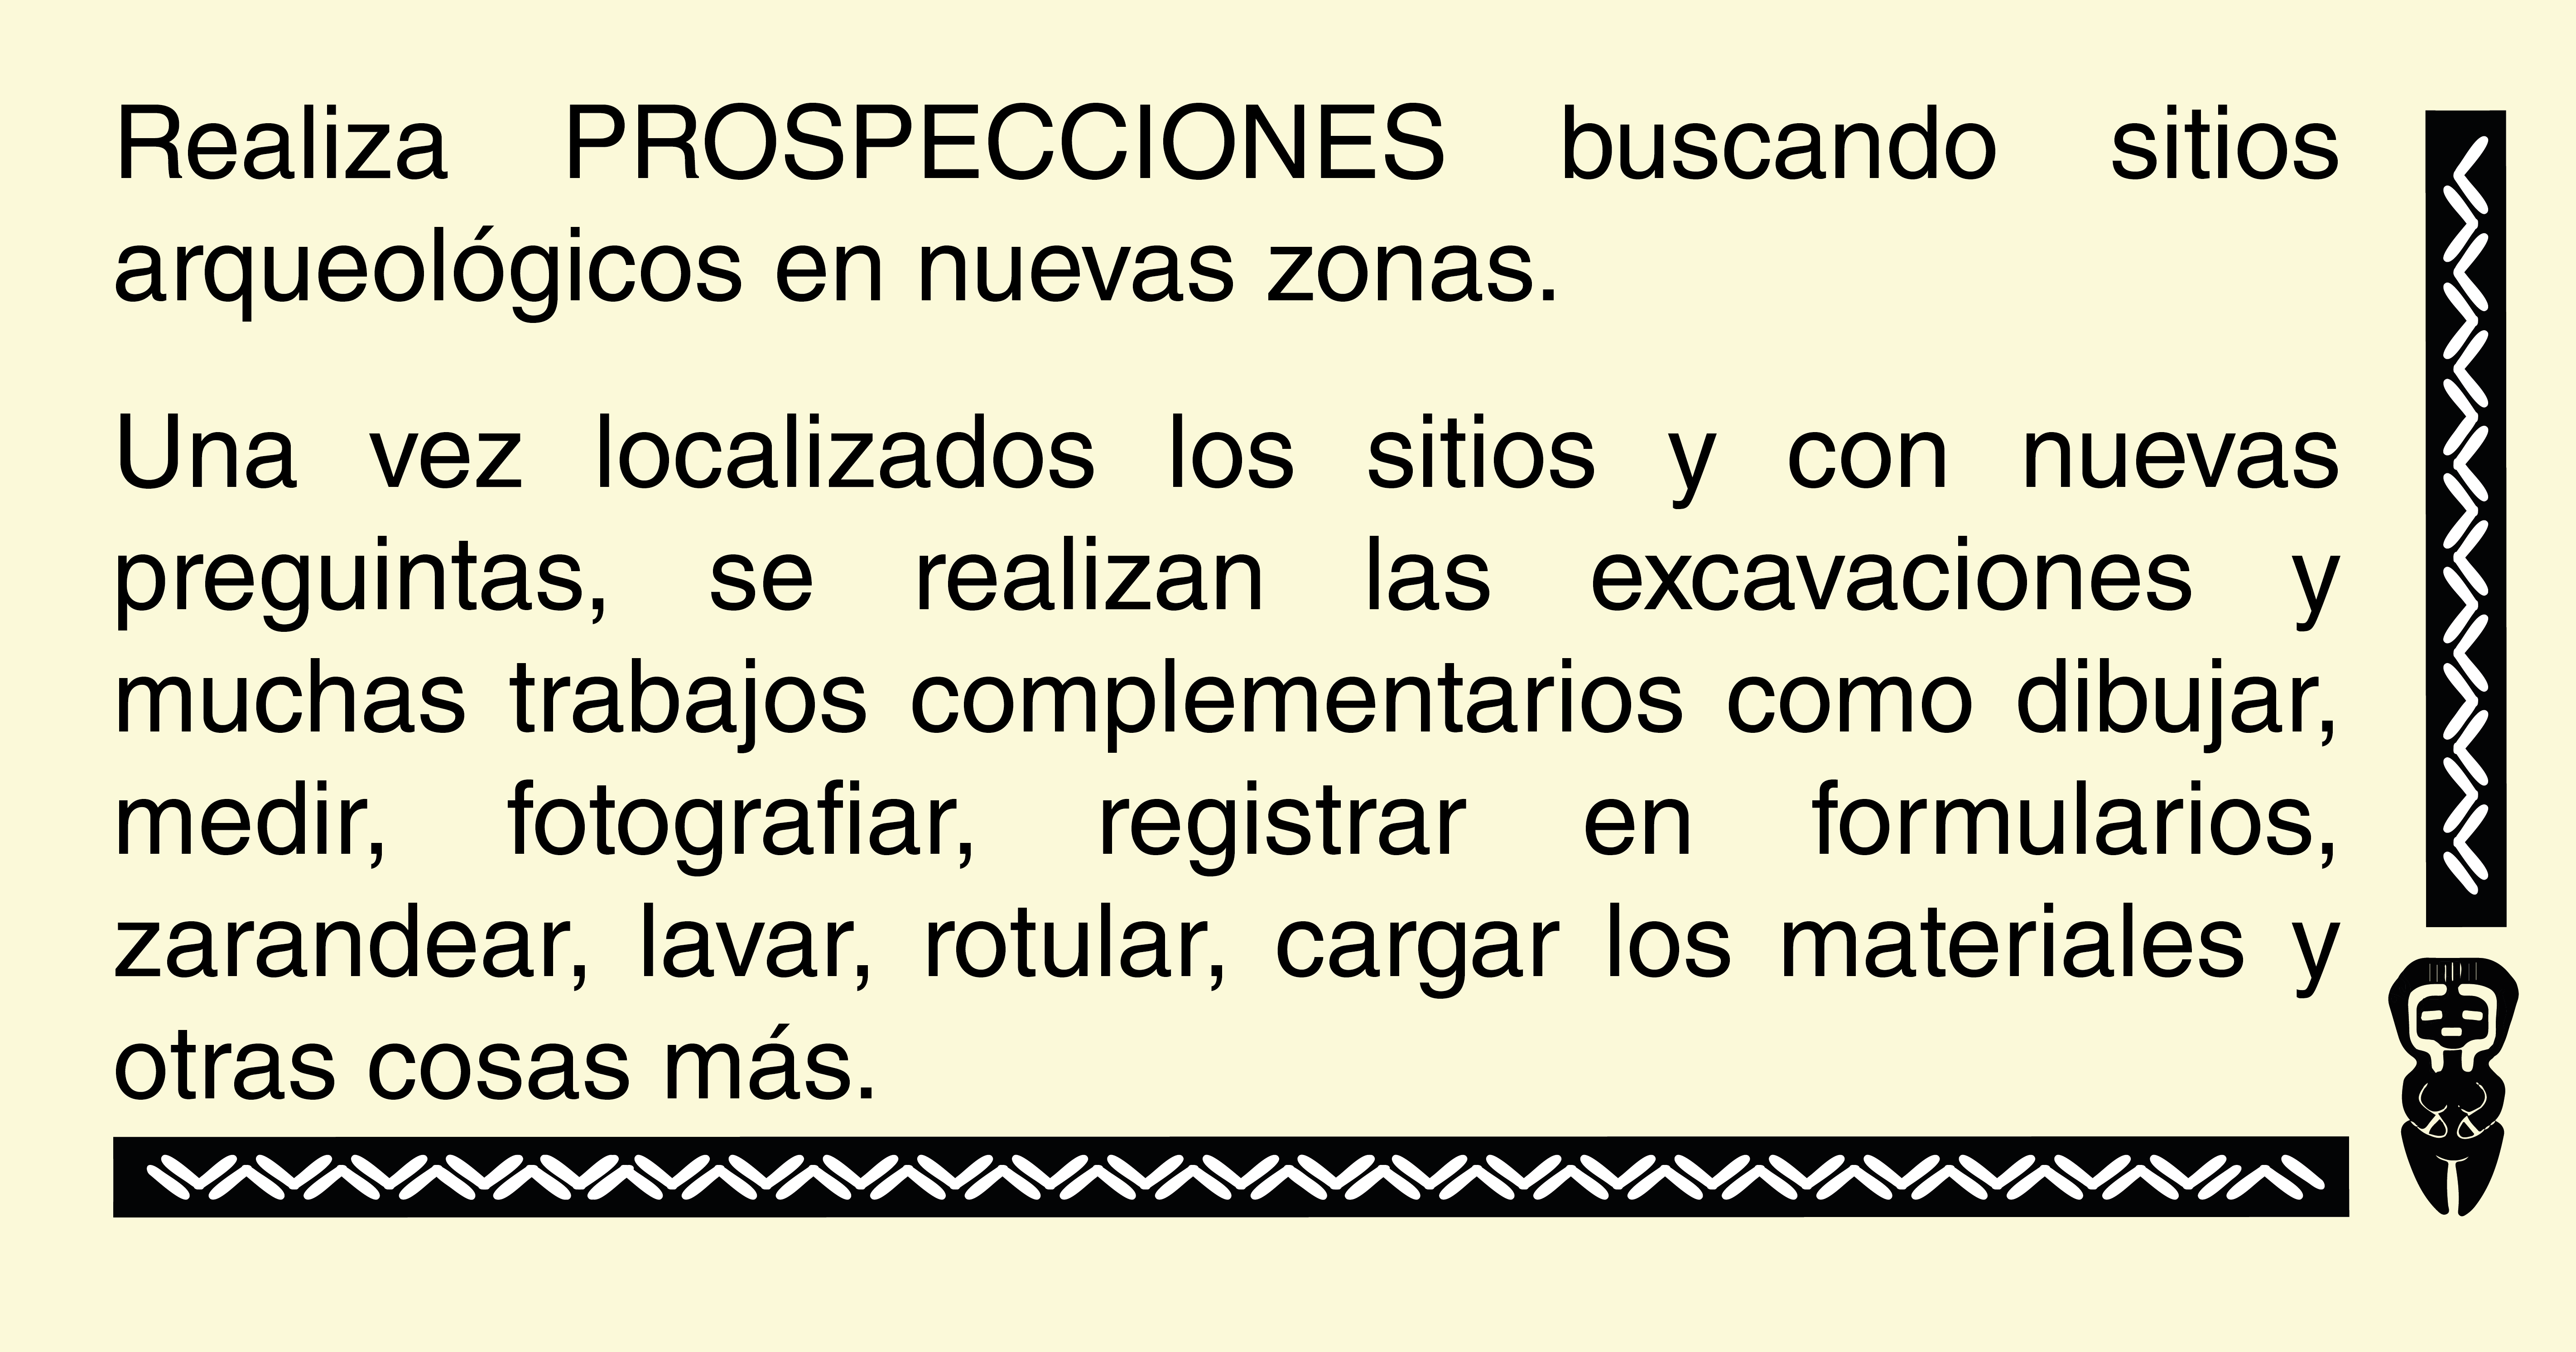 Realiza PROSPECCIONES buscando sitios
arqueológicos en nuevas zonas.
Una vez localizados los sitios y con nuevas
preguintas, se realizan las excavaciones y
muchas trabajos complementarios como dibujar,
medir, fotografiar, registrar en formularios,
zarandear, lavar, rotular, cargar los materiales y
otras cosas más.